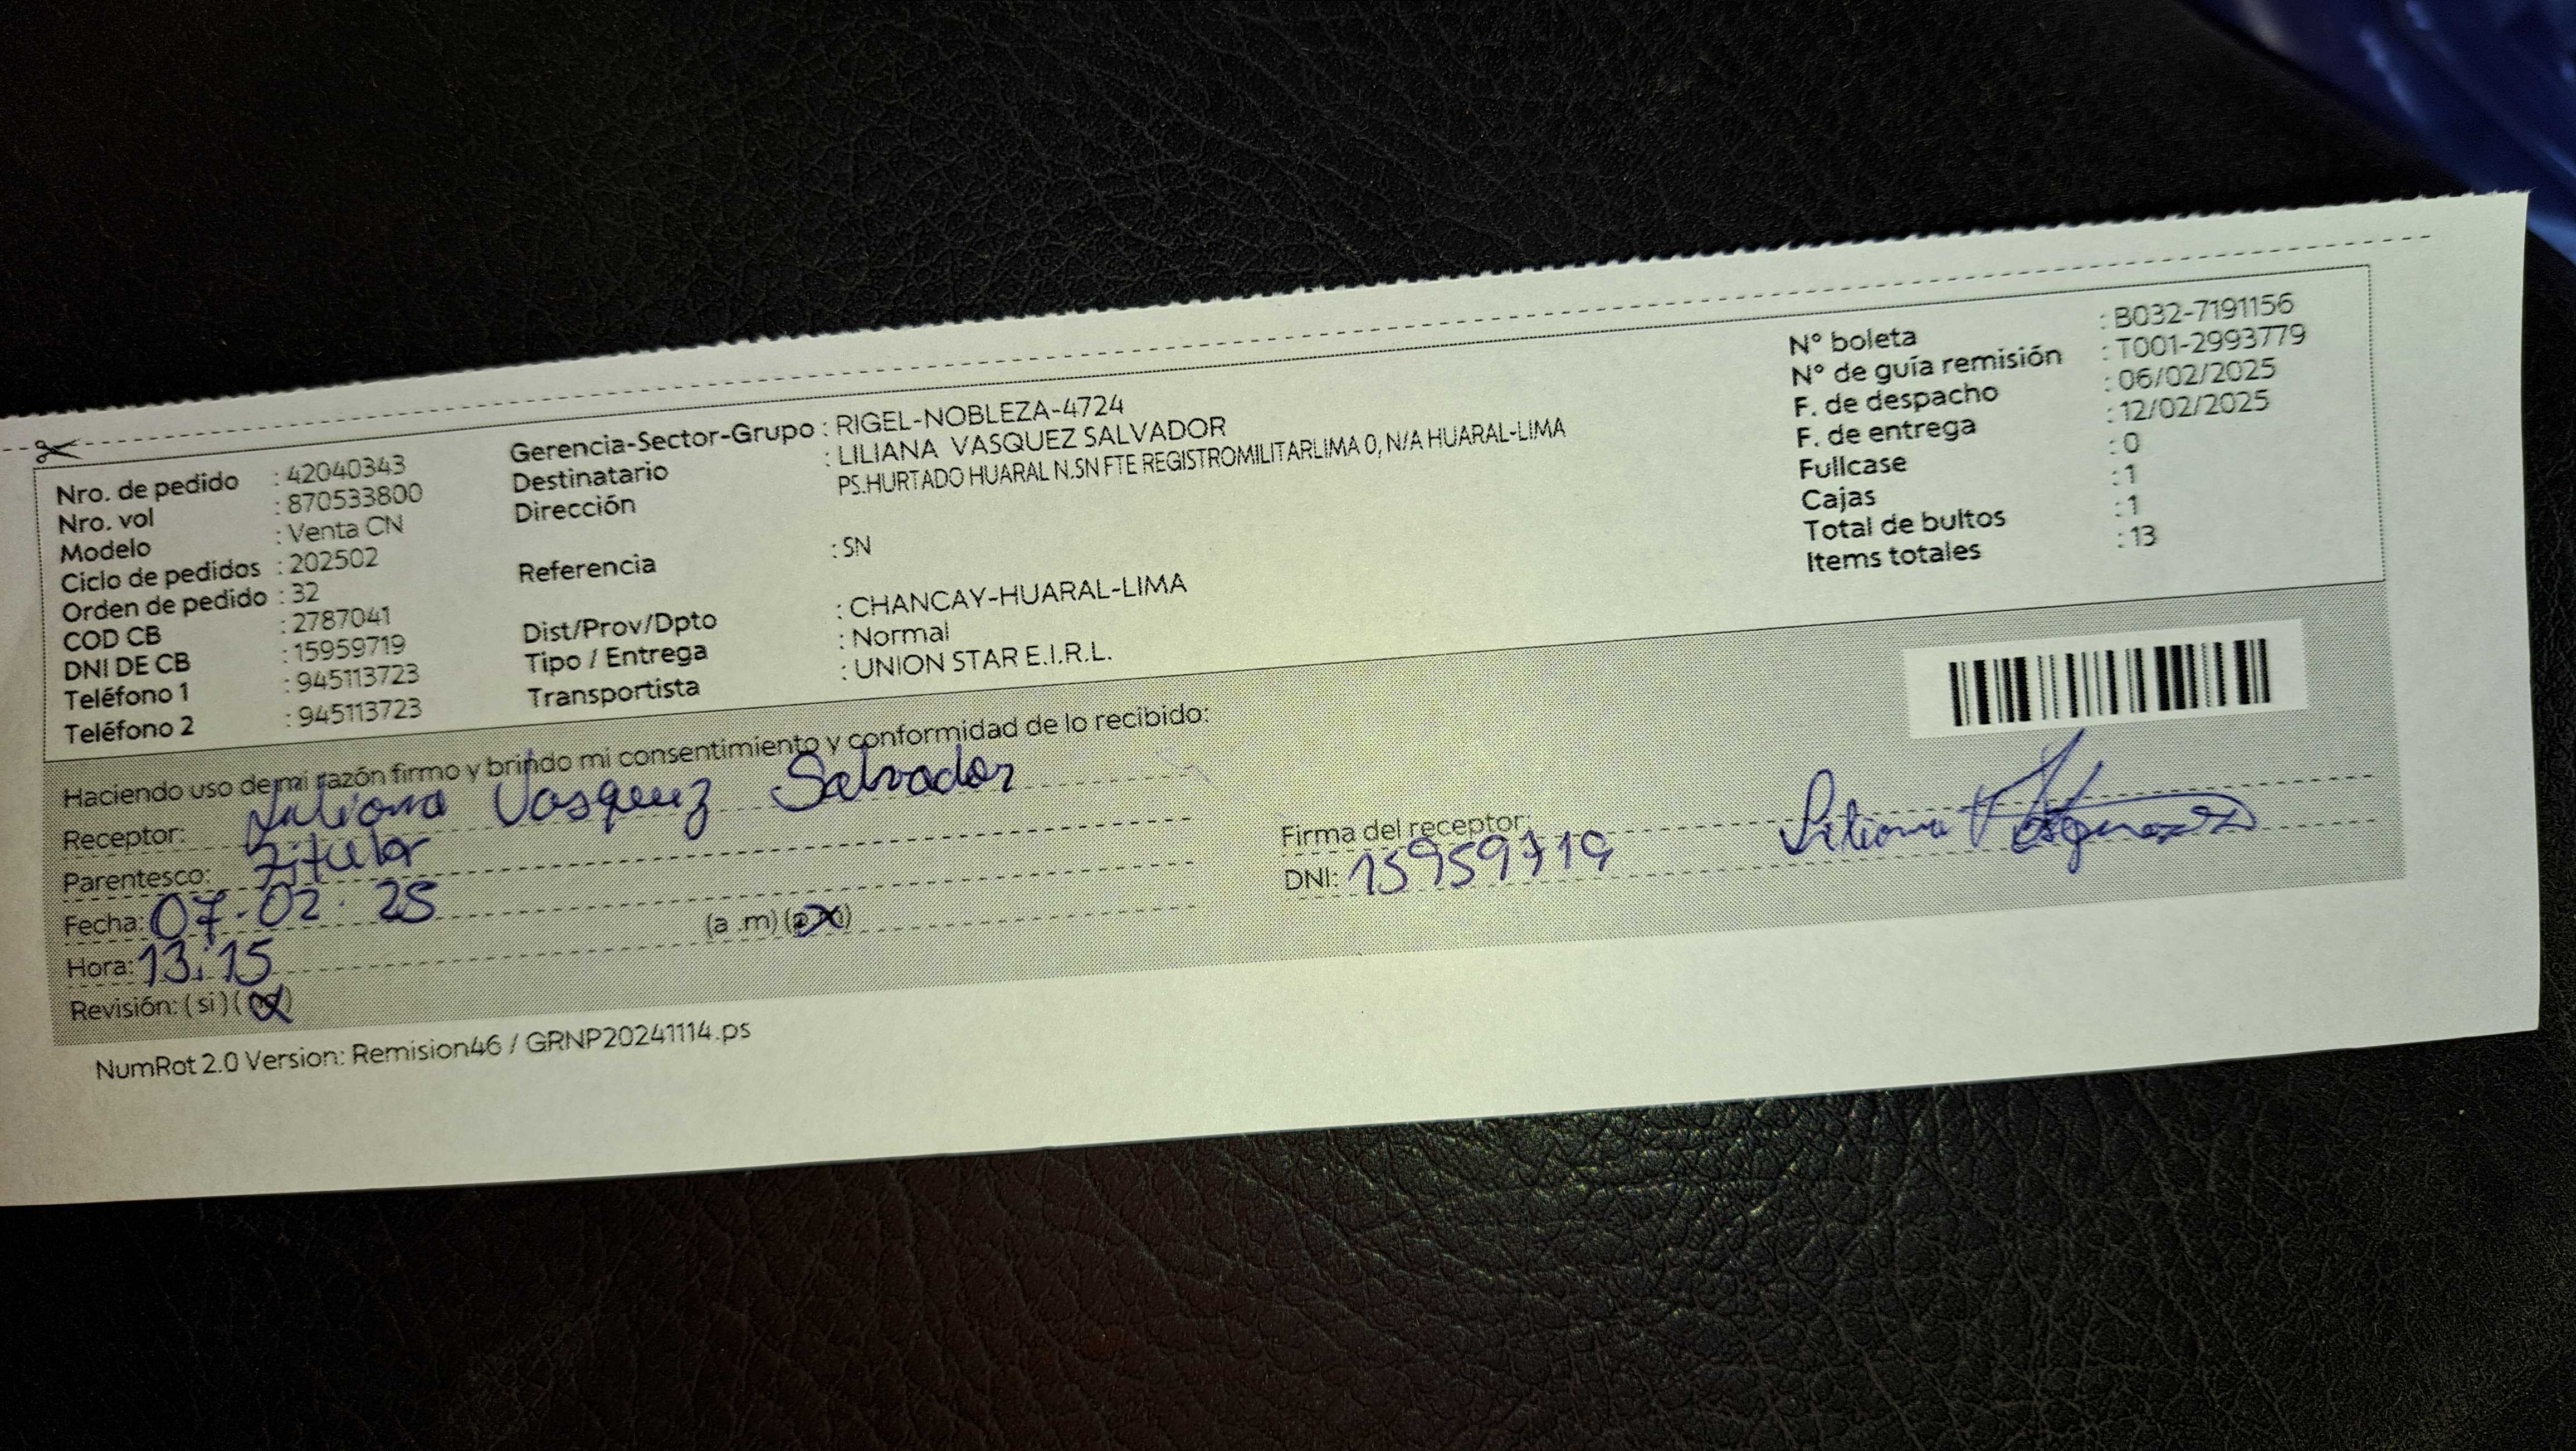 Nro. de pedido : 42040343
Nro. vol : 870533800
Modelo : Venta CN
Ciclo de pedidos : 202502
Orden de pedido : 32
COD CB : 2787041
DNI DE CB : 15959719
Teléfono 1 : 945113723
Teléfono 2 : 945113723
Gerencia-Sector-Grupo : RIGEL-NOBLEZA-4724
Destinatario : LILIANA VASQUEZ SALVADOR
Dirección PS.HURTADO HUARAL N.SN FTE REGISTROMILITARLIMA 0, N/A HUARAL-LIMA
Referencia : SN
Dist/Prov/Dpto : CHANCAY-HUARAL-LIMA
Tipo / Entrega : Normal
Transportista : UNION STAR E.I.R.L.
N° boleta : B032-7191156
N° de guía remisión : T001-2993779
F. de despacho : 06/02/2025
F. de entrega : 12/02/2025
Fullcase : 0
Cajas : 1
Total de bultos : 1
Items totales : 13
Haciendo uso de mi razón firmo y brindo mi consentimiento y conformidad de lo recibido:
Receptor: Liliana Vasquez Salvador
Parentesco: Titular
Fecha: 07-02-25
Hora: 13:15 (a .m) (p.m)
Revisión: ( si ) ( no )
Firma del receptor: Liliana Vasquez
DNI: 15959719
NumRot 2.0 Version: Remision46 / GRNP20241114.ps